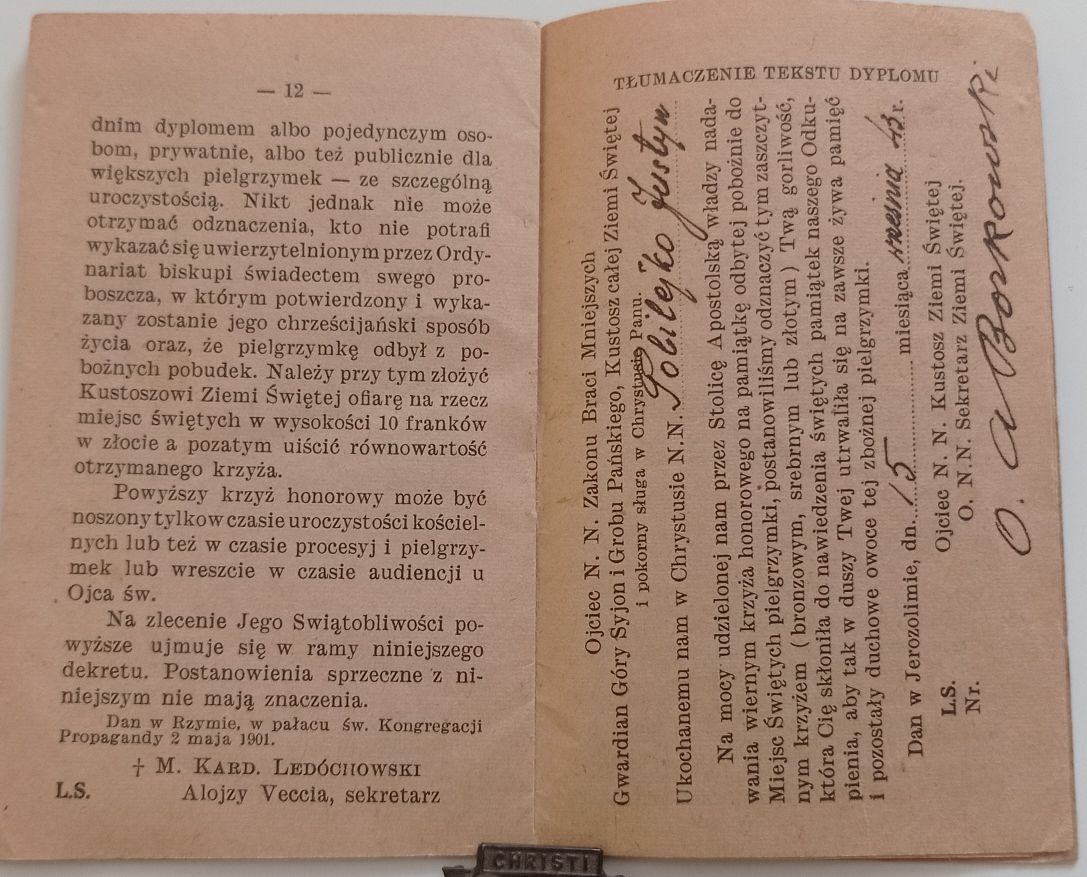 — 12 —
dnim dyplomem albo pojedynczym oso-
bom, prywatnie, albo też publicznie dla
większych pielgrzymek — ze szczególną
uroczystością. Nikt jednak nie może
otrzymać odznaczenia, kto nie potrafi
wykazać się uwierzytelnionym przez Ordy-
nariat biskupi świadectem swego pro-
boszcza, w którym potwierdzony i wyka-
zany zostanie jego chrześcijański sposób
życia oraz, że pielgrzymkę odbył z po-
bożnych pobudek. Należy przy tym złożyć
Kustoszowi Ziemi Świętej ofiarę na rzecz
miejsc świętych w wysokości 10 franków
w złocie a pozatym uiścić równowartość
otrzymanego krzyża.
Powyższy krzyż honorowy może być
noszony tylko w czasie uroczystości kościel-
nych lub też w czasie procesyj i pielgrzy-
mek lub wreszcie w czasie audiencji u
Ojca św.
Na zlecenie Jego Swiątobliwości po-
wyższe ujmuje się w ramy niniejszego
dekretu. Postanowienia sprzeczne z ni-
niejszym nie mają znaczenia.
Dan w Rzymie, w pałacu św. Kongregacji
Propagandy 2 maja 1901.
† M. KARD. LEDÓCHOWSKI
L.S. Alojzy Veccia, sekretarz
TŁUMACZENIE TEKSTU DYPLOMU
Ojciec N. N. Zakonu Braci Mniejszych
Gwardian Góry Syjon i Grobu Pańskiego, Kustosz całej Ziemi Świętej
i pokorny sługa w Chrystusie Panu.
Ukochanemu nam w Chrystusie N.N. Justyn
Na mocy udzielonej nam przez Stolicę Apostolską władzy nada-
wania wiernym krzyża honorowego na pamiątkę odbytej pobożnie do
Miejsc Świętych pielgrzymki, postanowiliśmy odznaczyć tym zaszczyt-
nym krzyżem (bronzowym, srebrnym lub złotym) Twą gorliwość,
która Cię skłoniła do nawiedzenia świętych pamiątek naszego Odku-
pienia, aby tak w duszy Twej utrwaliła się na zawsze żywa pamięć
i pozostały duchowe owoce tej zbożnej pielgrzymki.
Dan w Jerozolimie, dn. 15 miesiąca 43 r.
Ojciec N. N. Kustosz Ziemi Świętej
L.S. O. N.N. Sekretarz Ziemi Świętej.
Nr.
O. A Borkowski
CHRISTI